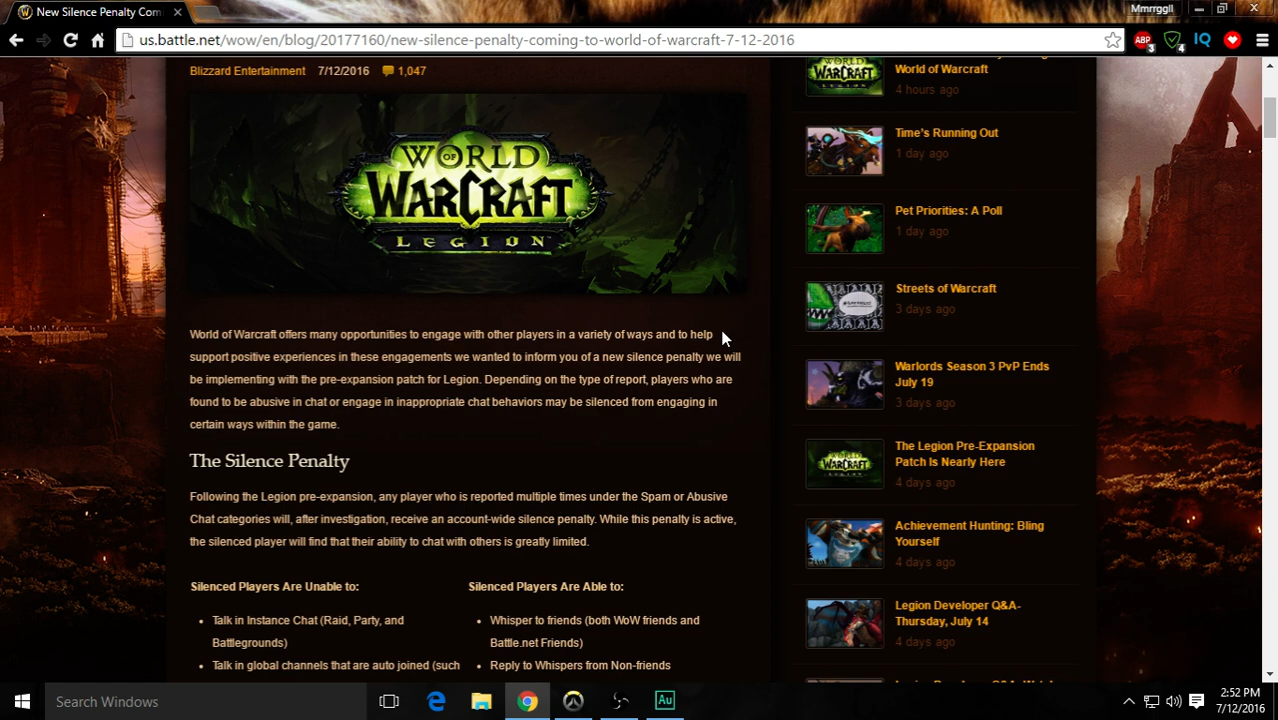 New Silence Penalty Com
Mmrrggll
us.battle.net/wow/en/blog/20177160/new-silence-penalty-coming-to-world-of-warcraft-7-12-2016
ABP
3
4
IQ
Blizzard Entertainment 7/12/2016 1,047
WORLD
OF
WARCRAFT
LEGION
World of Warcraft offers many opportunities to engage with other players in a variety of ways and to help
support positive experiences in these engagements we wanted to inform you of a new silence penalty we will
be implementing with the pre-expansion patch for Legion. Depending on the type of report, players who are
found to be abusive in chat or engage in inappropriate chat behaviors may be silenced from engaging in
certain ways within the game.
The Silence Penalty
Following the Legion pre-expansion, any player who is reported multiple times under the Spam or Abusive
Chat categories will, after investigation, receive an account-wide silence penalty. While this penalty is active,
the silenced player will find that their ability to chat with others is greatly limited.
Silenced Players Are Unable to:
• Talk in Instance Chat (Raid, Party, and
Battlegrounds)
• Talk in global channels that are auto joined (such
Silenced Players Are Able to:
• Whisper to friends (both WoW friends and
Battle.net Friends)
• Reply to Whispers from Non-friends
World of Warcraft
4 hours ago
Time's Running Out
1 day ago
Pet Priorities: A Poll
1 day ago
Streets of Warcraft
3 days ago
Warlords Season 3 PvP Ends
July 19
3 days ago
The Legion Pre-Expansion
Patch Is Nearly Here
4 days ago
Achievement Hunting: Bling
Yourself
4 days ago
Legion Developer Q&A-
Thursday, July 14
4 days ago
Search Windows
Au
2:52 PM
7/12/2016